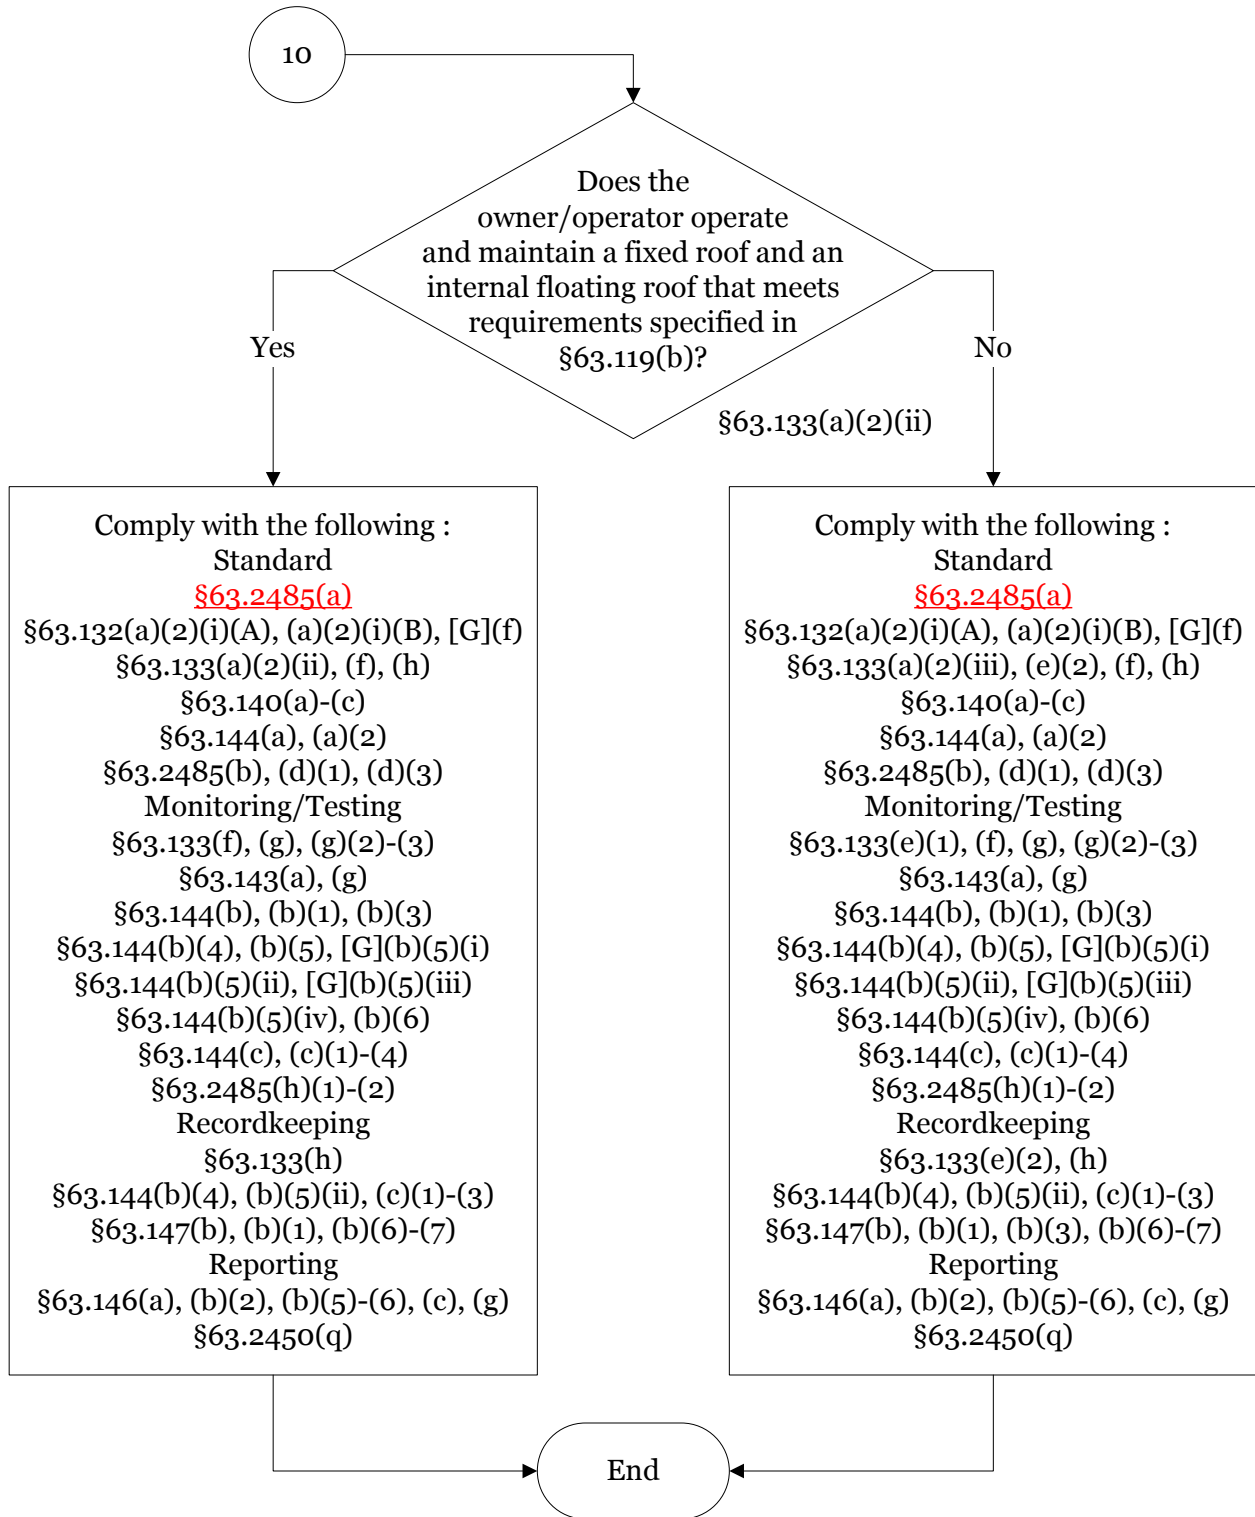 10
Does the
owner/operator operate
and maintain a fixed roof and an
internal floating roof that meets
requirements specified in
§63.119(b)?
Yes
No
§63.133(a)(2)(ii)
Comply with the following :
Standard
§63.2485(a)
§63.132(a)(2)(i)(A), (a)(2)(i)(B), [G](f)
§63.133(a)(2)(ii), (f), (h)
§63.140(a)-(c)
§63.144(a), (a)(2)
§63.2485(b), (d)(1), (d)(3)
Monitoring/Testing
§63.133(f), (g), (g)(2)-(3)
§63.143(a), (g)
§63.144(b), (b)(1), (b)(3)
§63.144(b)(4), (b)(5), [G](b)(5)(i)
§63.144(b)(5)(ii), [G](b)(5)(iii)
§63.144(b)(5)(iv), (b)(6)
§63.144(c), (c)(1)-(4)
§63.2485(h)(1)-(2)
Recordkeeping
§63.133(h)
§63.144(b)(4), (b)(5)(ii), (c)(1)-(3)
§63.147(b), (b)(1), (b)(6)-(7)
Reporting
§63.146(a), (b)(2), (b)(5)-(6), (c), (g)
§63.2450(q)
Comply with the following :
Standard
§63.2485(a)
§63.132(a)(2)(i)(A), (a)(2)(i)(B), [G](f)
§63.133(a)(2)(iii), (e)(2), (f), (h)
§63.140(a)-(c)
§63.144(a), (a)(2)
§63.2485(b), (d)(1), (d)(3)
Monitoring/Testing
§63.133(e)(1), (f), (g), (g)(2)-(3)
§63.143(a), (g)
§63.144(b), (b)(1), (b)(3)
§63.144(b)(4), (b)(5), [G](b)(5)(i)
§63.144(b)(5)(ii), [G](b)(5)(iii)
§63.144(b)(5)(iv), (b)(6)
§63.144(c), (c)(1)-(4)
§63.2485(h)(1)-(2)
Recordkeeping
§63.133(e)(2), (h)
§63.144(b)(4), (b)(5)(ii), (c)(1)-(3)
§63.147(b), (b)(1), (b)(3), (b)(6)-(7)
Reporting
§63.146(a), (b)(2), (b)(5)-(6), (c), (g)
§63.2450(q)
End